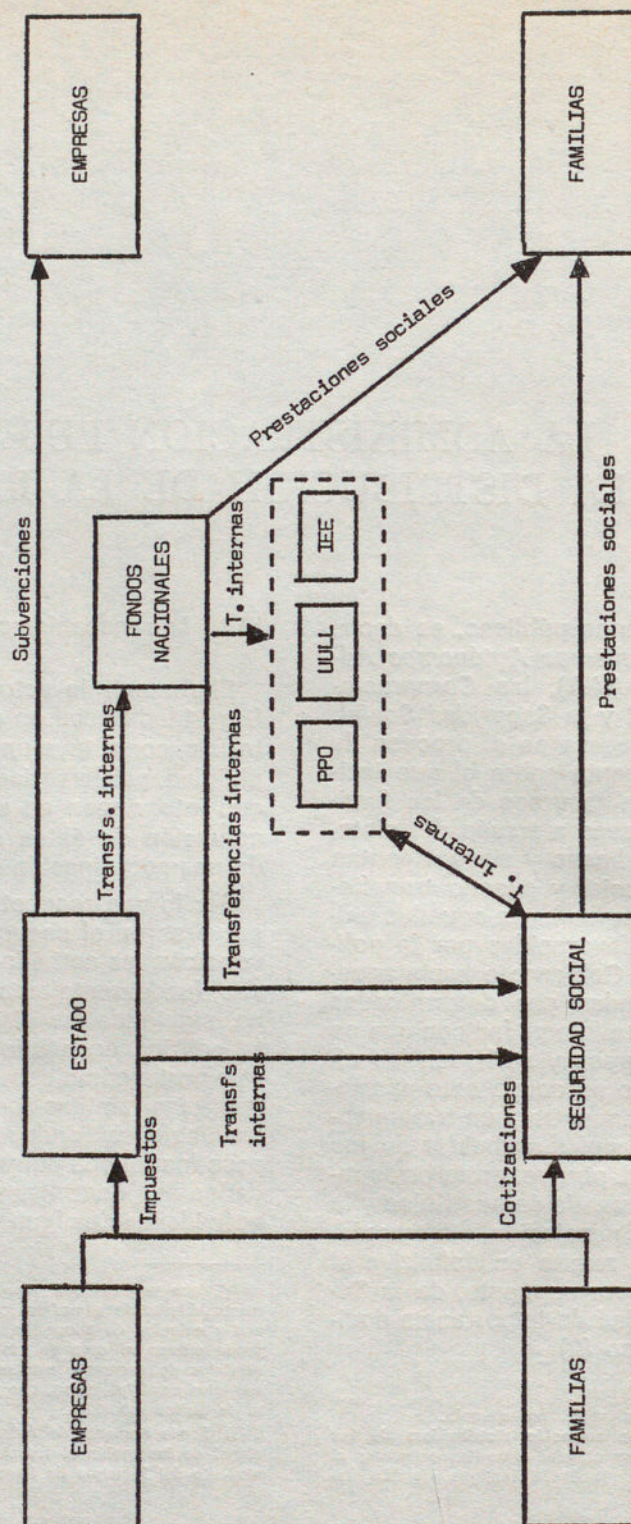 EMPRESAS
Impuestos
ESTADO
Subvenciones
EMPRESAS
Transfs. internas
FONDOS
NACIONALES
T. internas
Prestaciones sociales
PPO
UULL
IEE
Transferencias internas
Transfs
internas
T. internas
FAMILIAS
Cotizaciones
SEGURIDAD SOCIAL
Prestaciones sociales
FAMILIAS